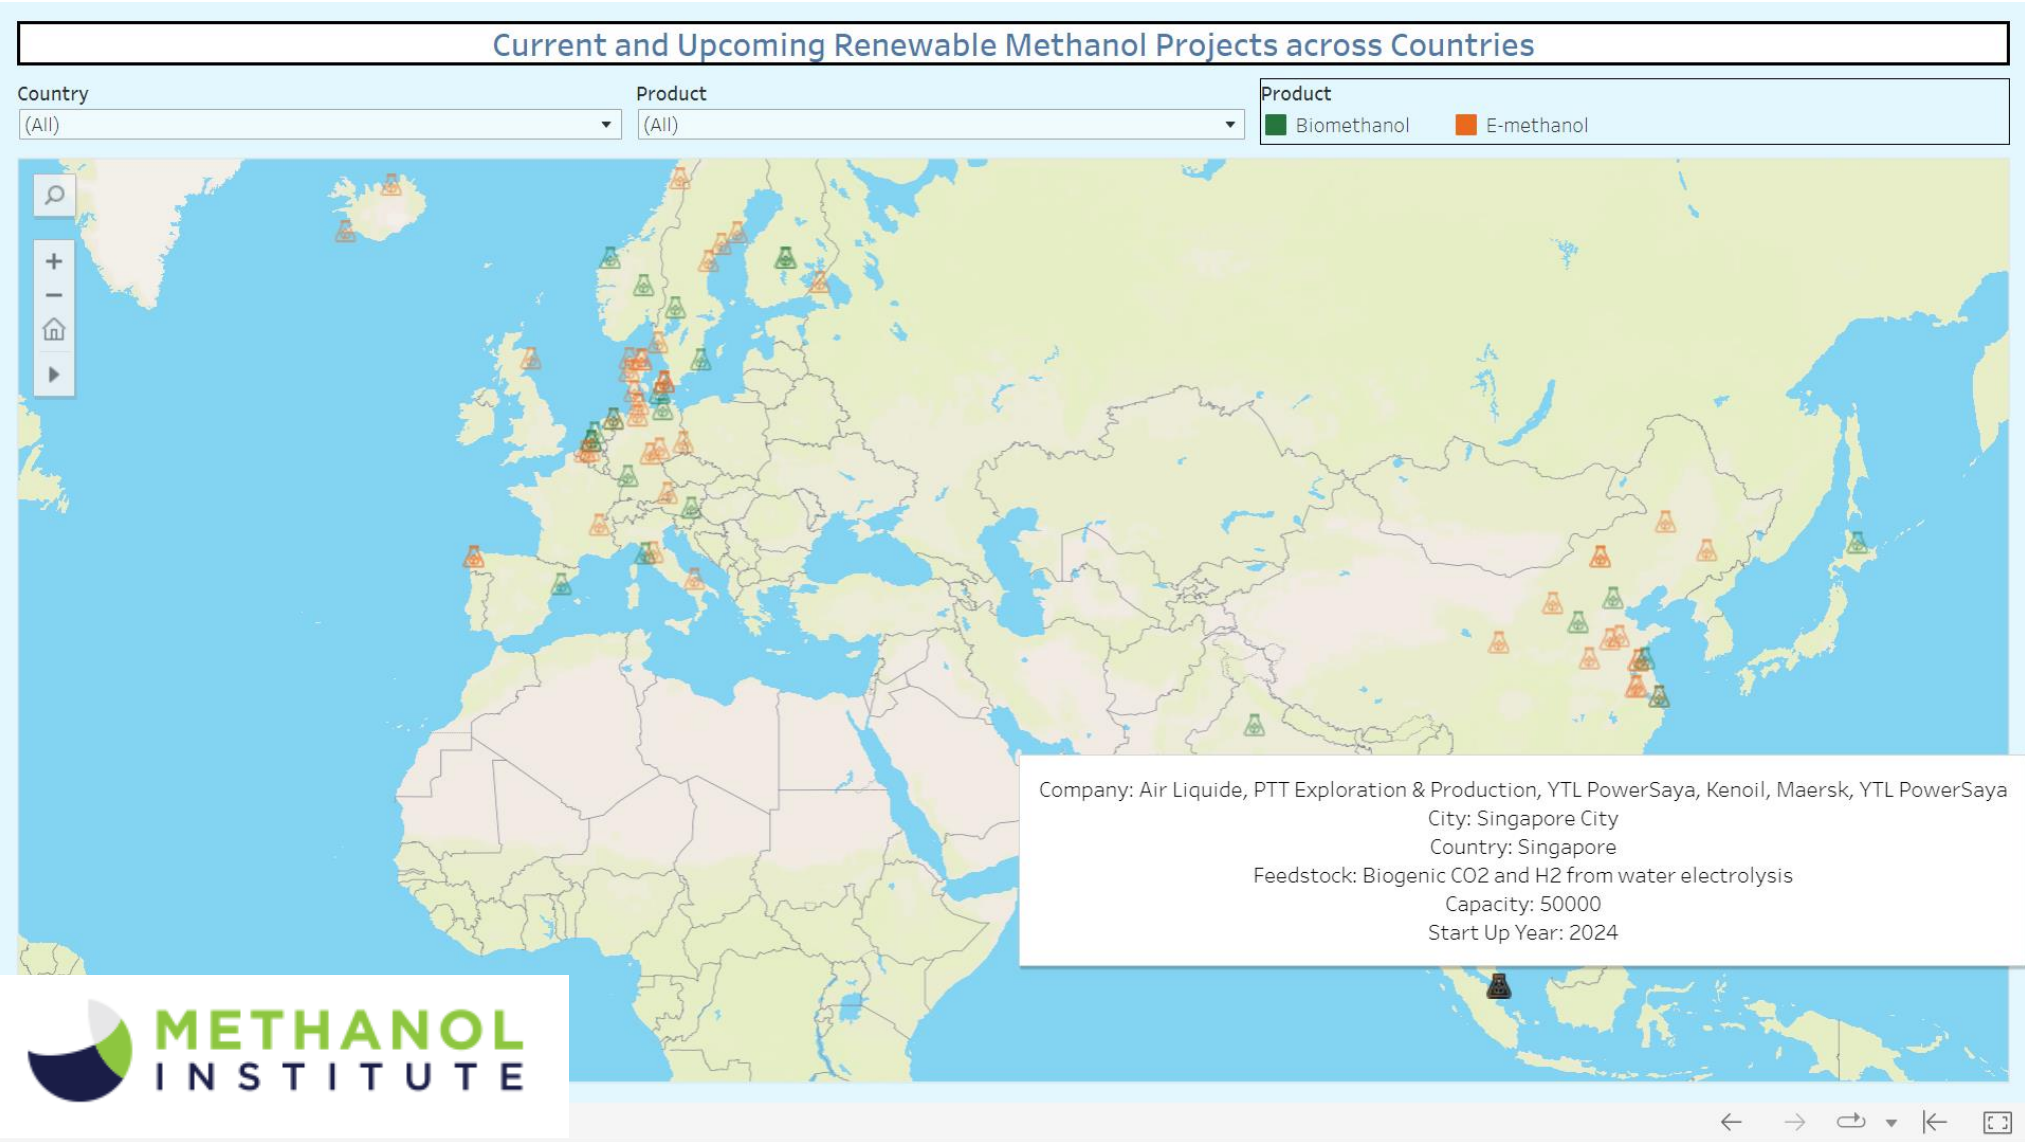 Current and Upcoming Renewable Methanol Projects across Countries
Country
Product
Product
(All)
(All)
Biomethanol
E-methanol
Company: Air Liquide, PTT Exploration & Production, YTL PowerSaya, Kenoil, Maersk, YTL PowerSaya
City: Singapore City
Country: Singapore
Feedstock: Biogenic CO2 and H2 from water electrolysis
Capacity: 50000
Start Up Year: 2024
METHANOL
INSTITUTE